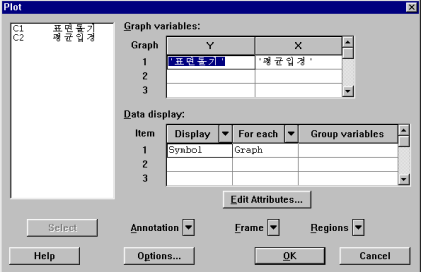 Plot
C1 표면돌기
C2 평균입경
Graph variables:
Graph Y X
1 '표면돌기' '평균입경'
2
3
Data display:
Item Display For each Group variables
1 Symbol Graph
2
3
Edit Attributes...
Select Annotation Frame Regions
Help Options... OK Cancel